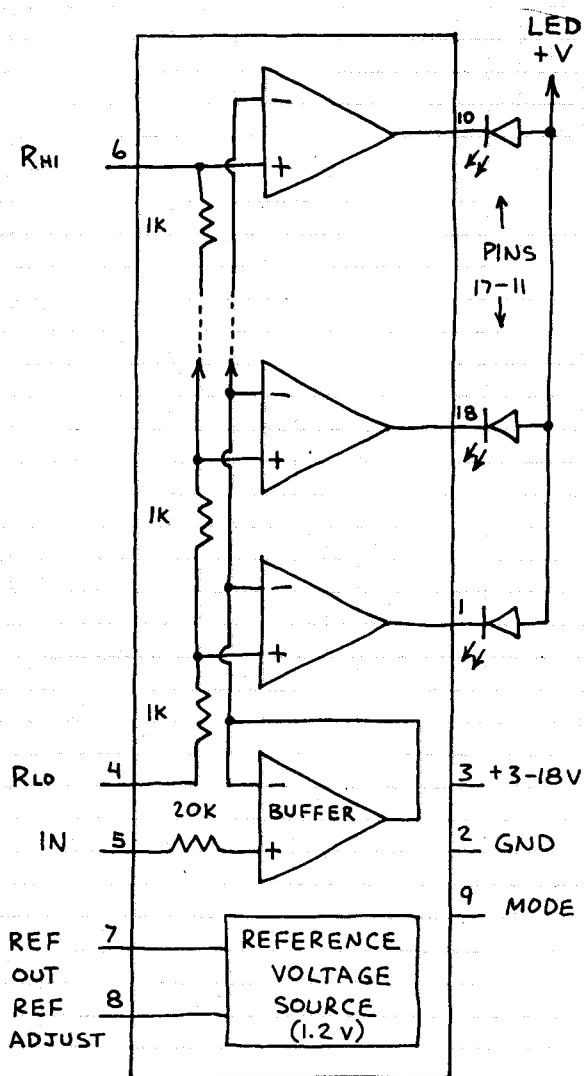 LED
+V
10
RHI 6
-
+
1K
↑
PINS
17-11
↓
-
18
+
1K
-
1
+
1K
RLO 4
3 +3-18V
20K
-
BUFFER
IN 5
+
2 GND
9 MODE
REF OUT 7
REF ADJUST 8
REFERENCE
VOLTAGE
SOURCE
(1.2 V)